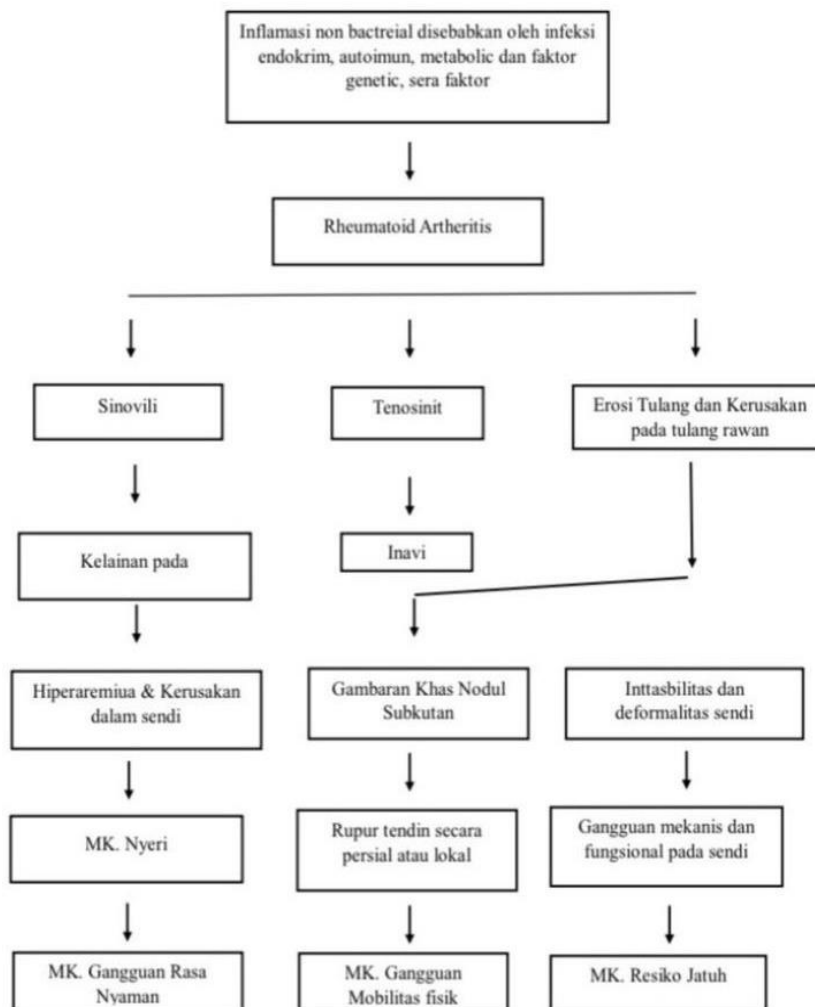 Inflamasi non bactreial disebabkan oleh infeksi
endokrim, autoimun, metabolic dan faktor
genetic, sera faktor
Rheumatoid Artheritis
Sinovili
Tenosinit
Erosi Tulang dan Kerusakan
pada tulang rawan
Kelainan pada
Inavi
Hiperaremiua & Kerusakan
dalam sendi
Gambaran Khas Nodul
Subkutan
Inttasbilitas dan
deformalitas sendi
MK. Nyeri
Rupur tendin secara
persial atau lokal
Gangguan mekanis dan
fungsional pada sendi
MK. Gangguan Rasa
Nyaman
MK. Gangguan
Mobilitas fisik
MK. Resiko Jatuh